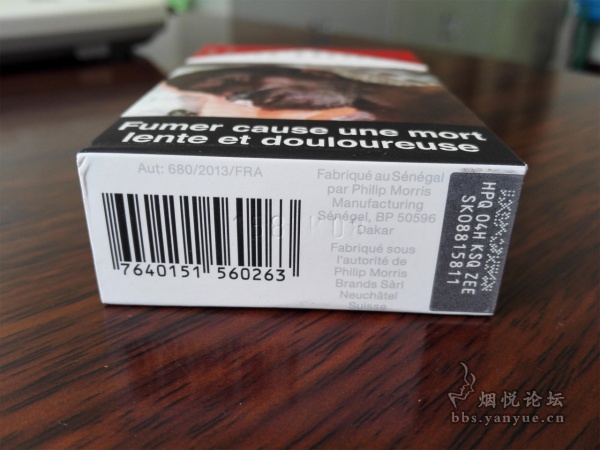 Fumer cause une mort
lente et douloureuse
Aut: 680/2013/FRA
Fabriqué au Sénégal
par Philip Morris
Manufacturing
Sénégal, BP 50596
Dakar
Fabriqué sous
l'autorité de
Philip Morris
Brands Sàrl
Neuchâtel
Suisse
7640151 560263
HPQ 04H KSQ ZEE
SK08815811
烟悦论坛
bbs.yanyue.cn